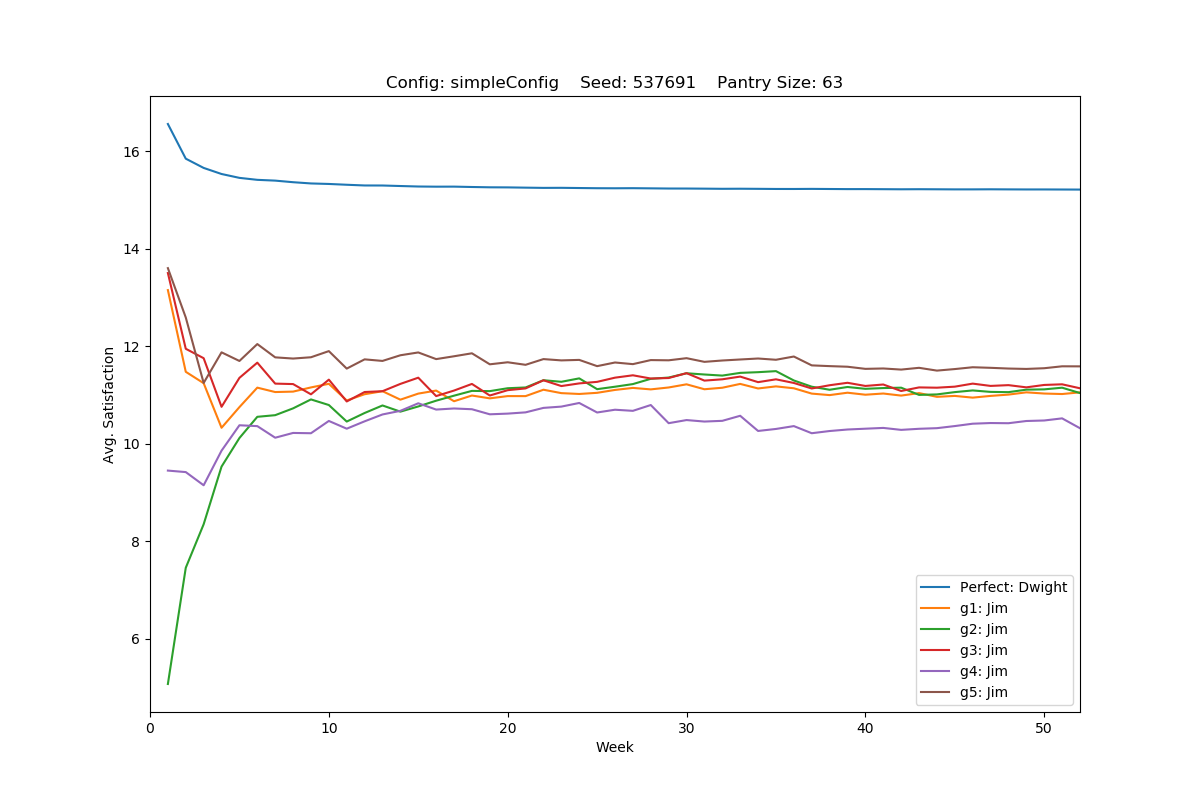 Config: simpleConfig    Seed: 537691    Pantry Size: 63
16
14
12
10
8
6
Avg. Satisfaction
0 10 20 30 40 50
Week
Perfect: Dwight
g1: Jim
g2: Jim
g3: Jim
g4: Jim
g5: Jim